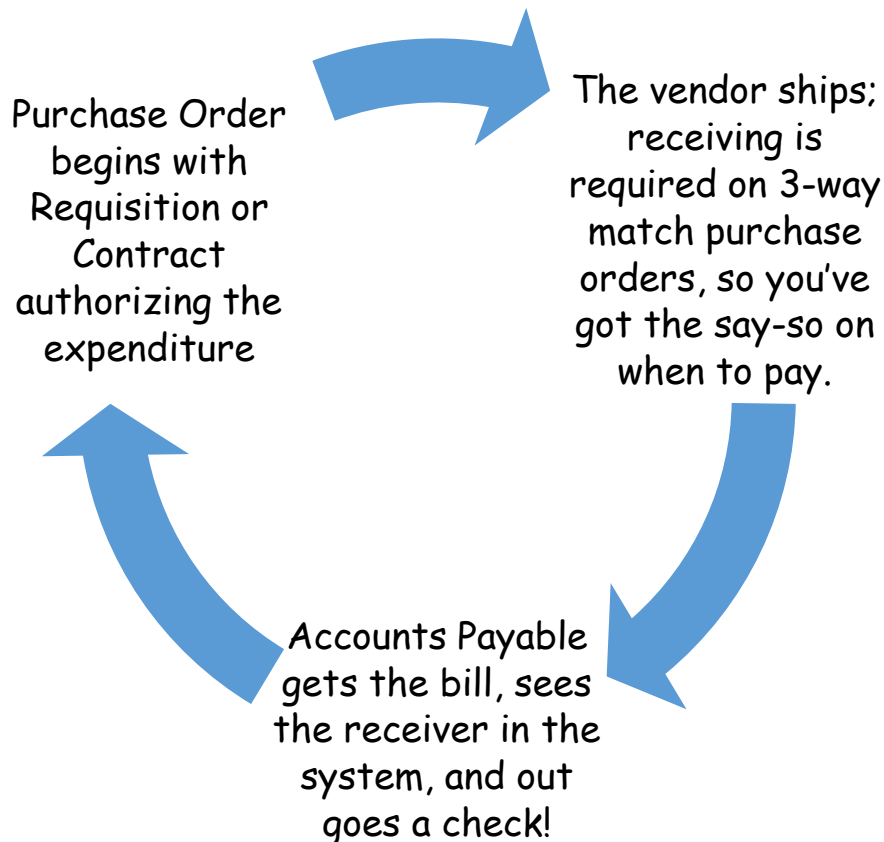 Purchase Order
begins with
Requisition or
Contract
authorizing the
expenditure
The vendor ships;
receiving is
required on 3-way
match purchase
orders, so you’ve
got the say-so on
when to pay.
Accounts Payable
gets the bill, sees
the receiver in the
system, and out
goes a check!